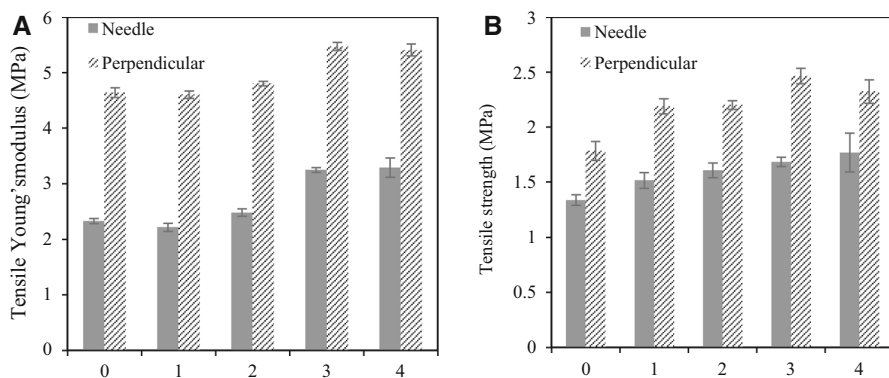 A
Tensile Young'smodulus (MPa)
6
5
4
3
2
1
0
Needle
Perpendicular
0 1 2 3 4
B
Tensile strength (MPa)
3
2.5
2
1.5
1
0.5
0
Needle
Perpendicular
0 1 2 3 4